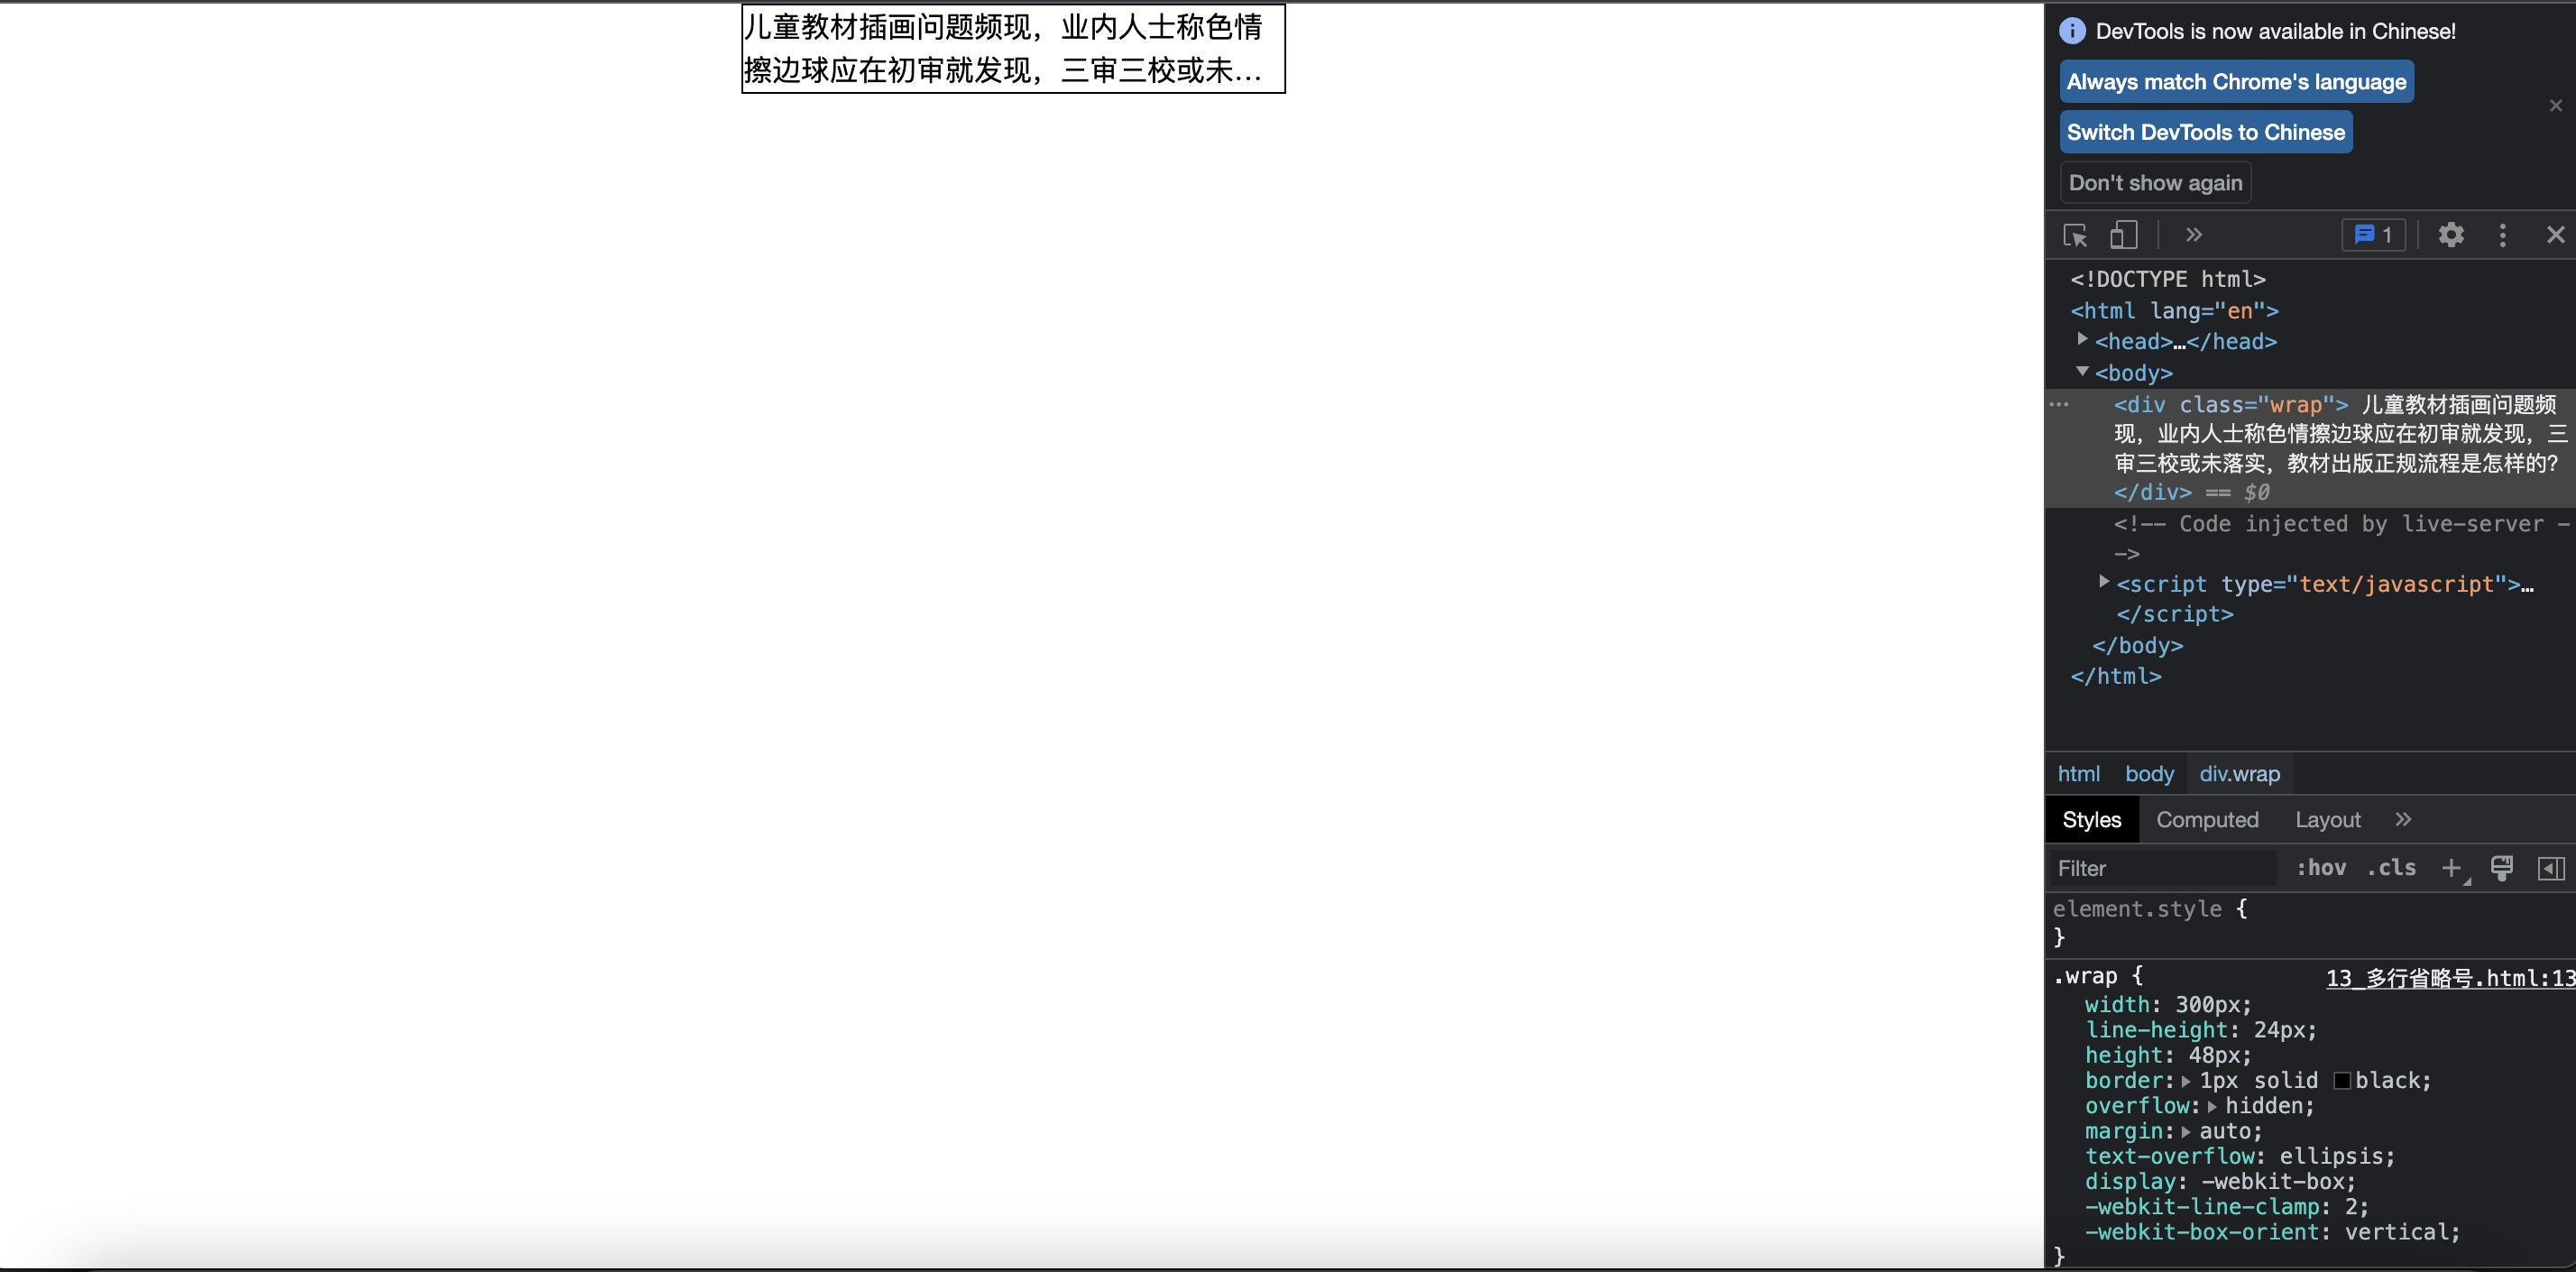 儿童教材插画问题频现，业内人士称色情
擦边球应在初审就发现，三审三校或未...
DevTools is now available in Chinese!
Always match Chrome's language
Switch DevTools to Chinese
Don't show again
1
<!DOCTYPE html>
<html lang="en">
<head>…</head>
<body>
<div class="wrap"> 儿童教材插画问题频
现，业内人士称色情擦边球应在初审就发现，三
审三校或未落实，教材出版正规流程是怎样的？
</div> == $0
<!-- Code injected by live-server -
->
<script type="text/javascript">…
</script>
</body>
</html>
html body div.wrap
Styles Computed Layout
Filter :hov .cls
element.style {
}
.wrap { 13_多行省略号.html:13
width: 300px;
line-height: 24px;
height: 48px;
border: 1px solid black;
overflow: hidden;
margin: auto;
text-overflow: ellipsis;
display: -webkit-box;
-webkit-line-clamp: 2;
-webkit-box-orient: vertical;
}